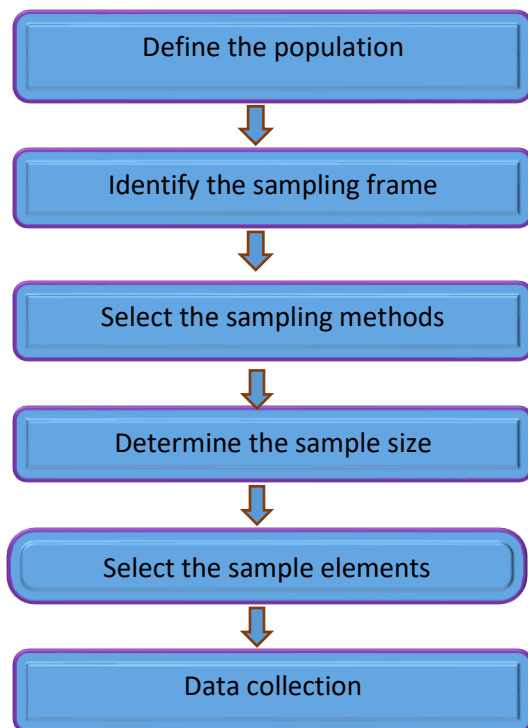 Define the population
Identify the sampling frame
Select the sampling methods
Determine the sample size
Select the sample elements
Data collection